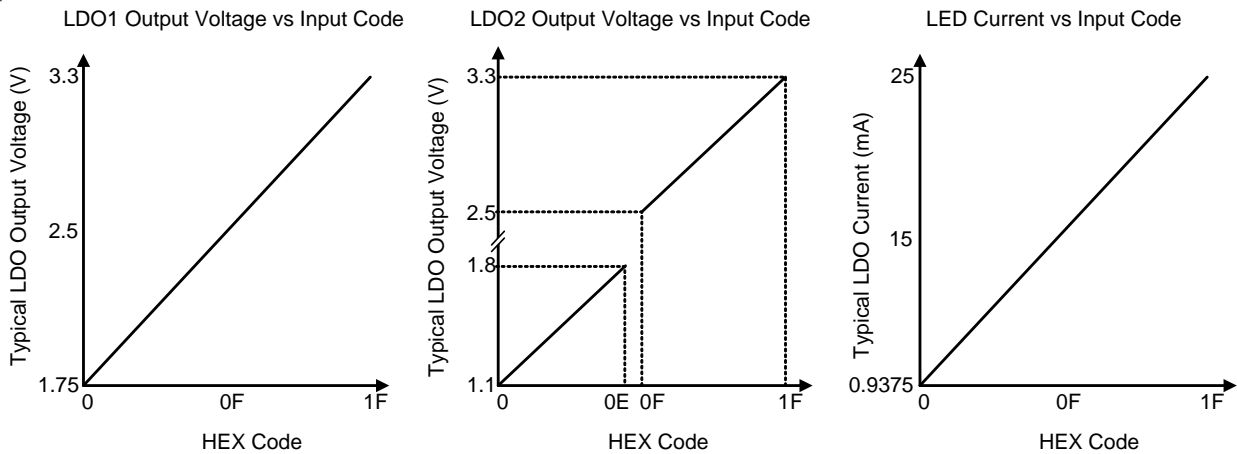 LDO1 Output Voltage vs Input Code
Typical LDO Output Voltage (V)
3.3
2.5
1.75
0 0F 1F
HEX Code
LDO2 Output Voltage vs Input Code
Typical LDO Output Voltage (V)
3.3
2.5
1.8
1.1
0 0E 0F 1F
HEX Code
LED Current vs Input Code
Typical LDO Current (mA)
25
15
0.9375
0 0F 1F
HEX Code